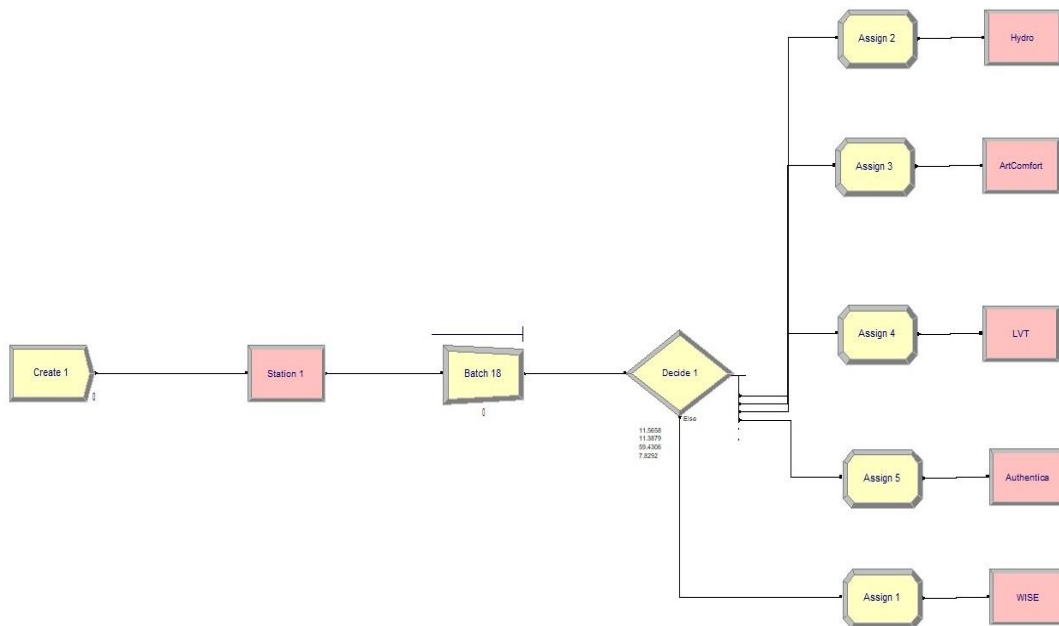 Assign 2
Hydro
Assign 3
ArtComfort
Assign 4
LVT
Create 1
0
Station 1
Batch 18
0
Decide 1
Else
11.5658
11.3879
59.4306
7.8292
Assign 5
Authentica
Assign 1
WISE